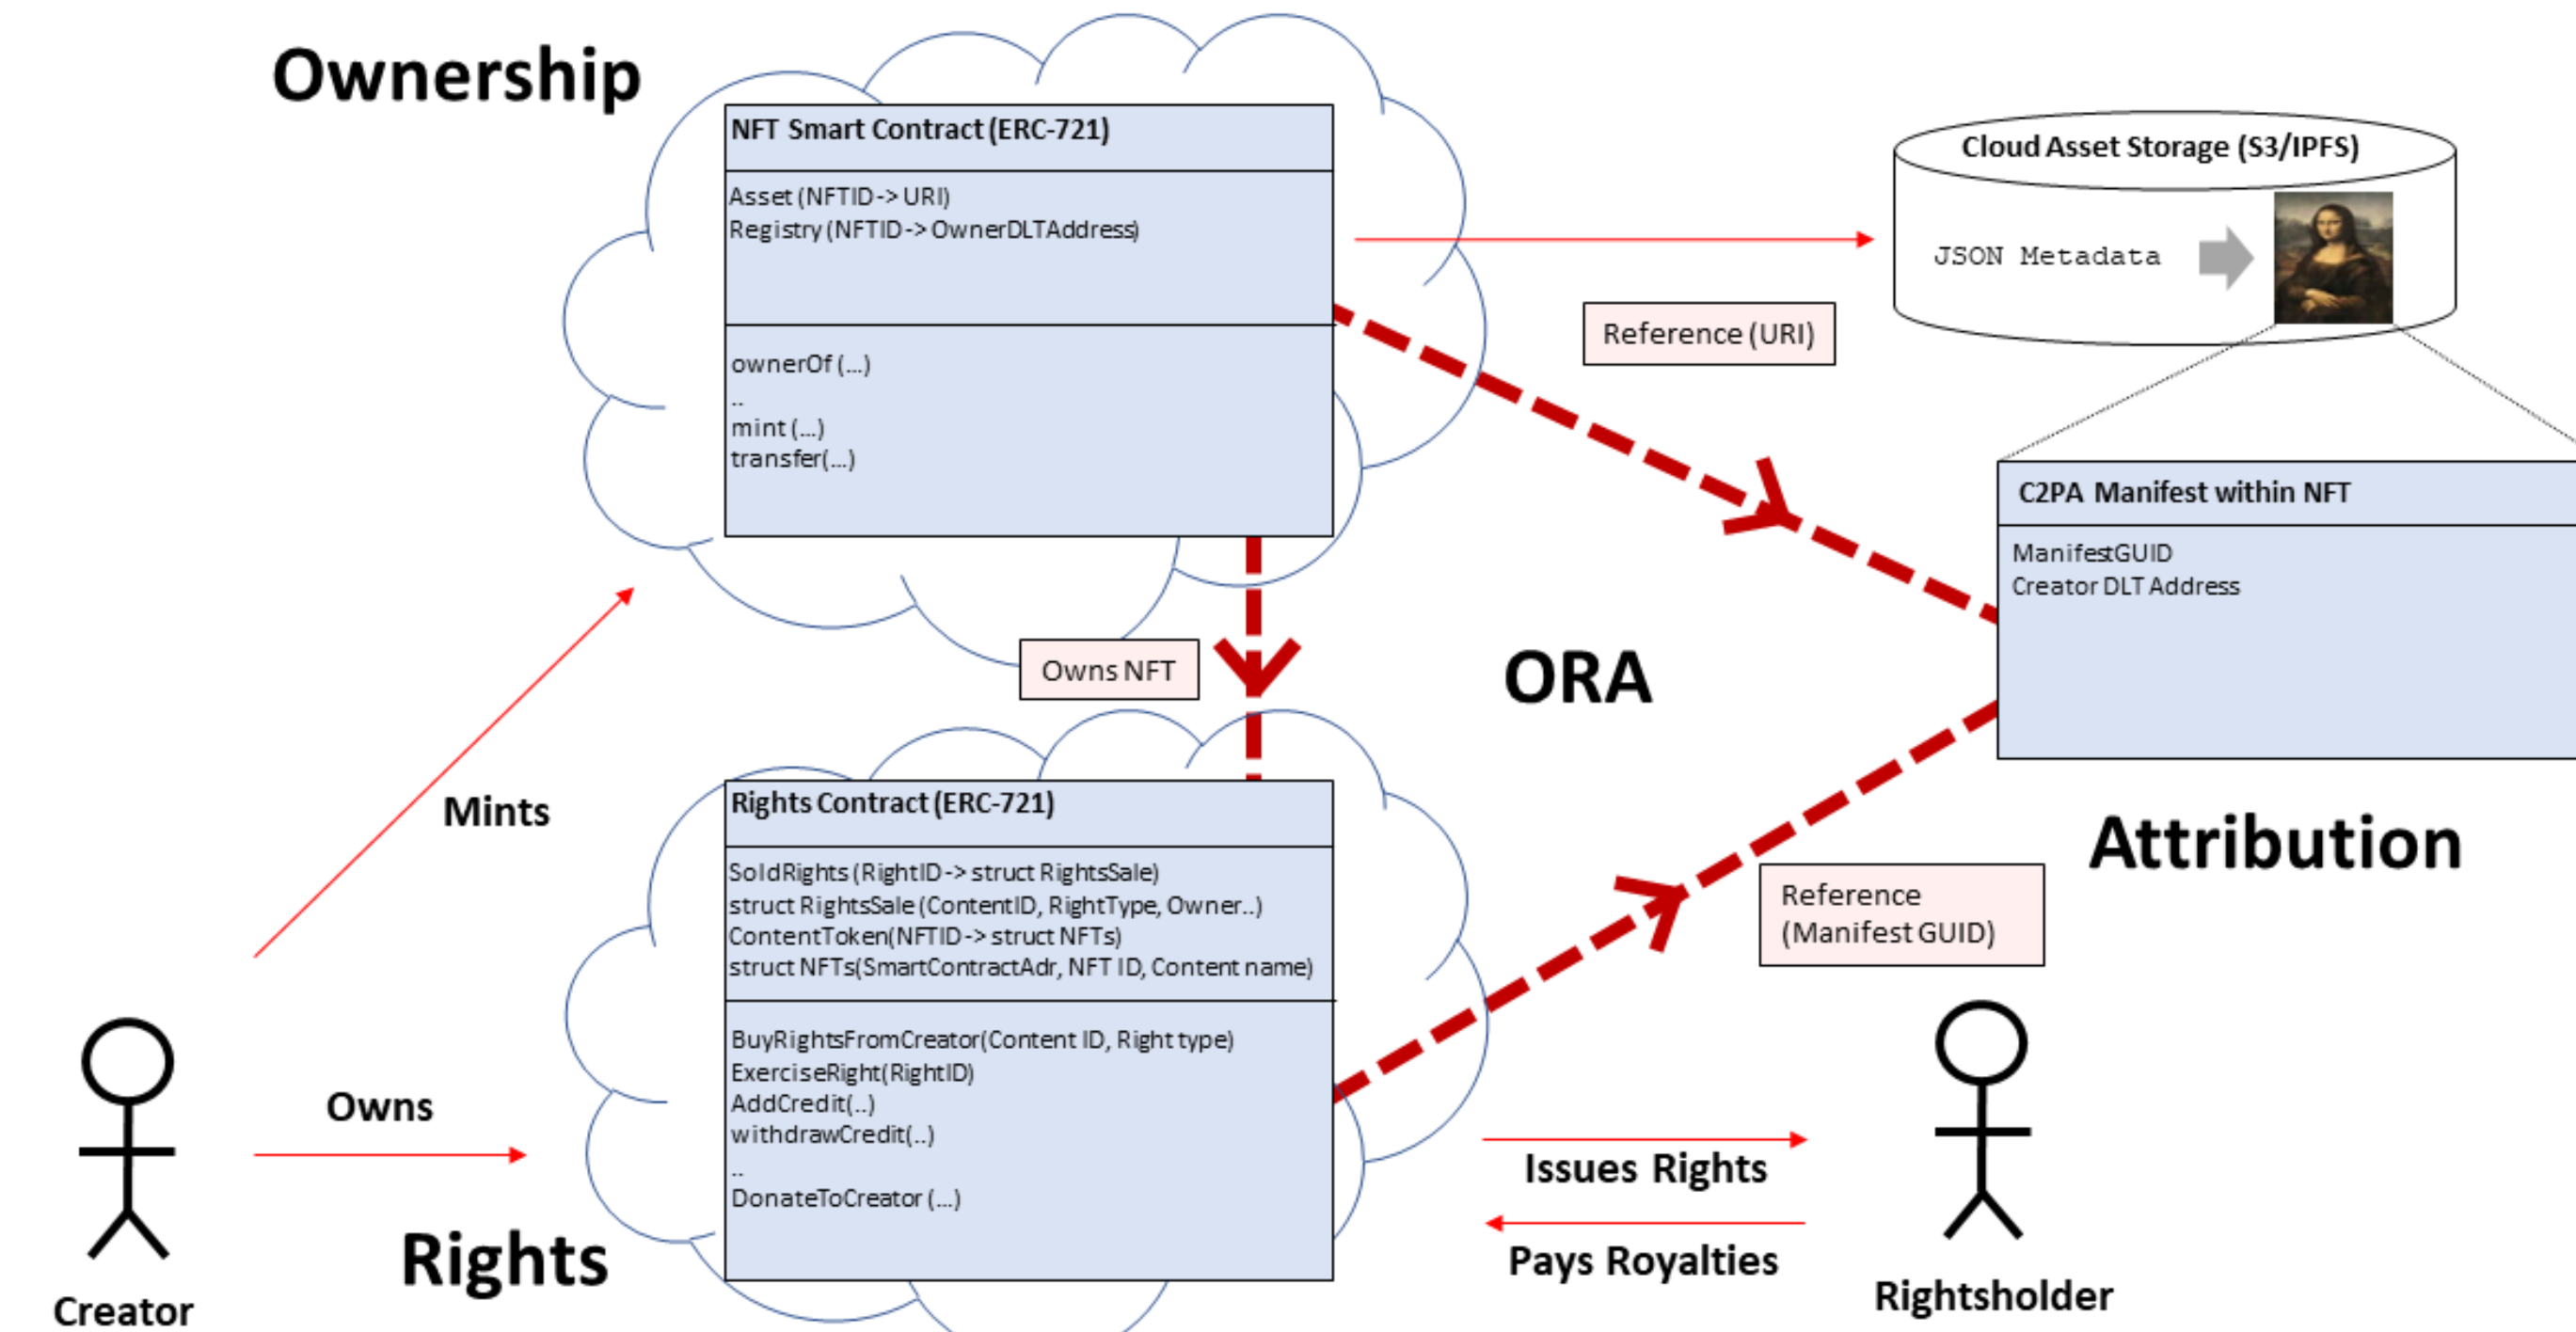 Ownership
NFT Smart Contract (ERC-721)
Asset (NFTID-> URI)
Registry (NFTID-> OwnerDLTAddress)
ownerOf (...)
..
mint (...)
transfer(...)
Cloud Asset Storage (S3/IPFS)
JSON Metadata
Reference (URI)
C2PA Manifest within NFT
ManifestGUID
Creator DLT Address
Owns NFT
ORA
Mints
Rights Contract (ERC-721)
SoldRights (RightID-> struct RightsSale)
struct RightsSale (ContentID, RightType, Owner..)
ContentToken(NFTID-> struct NFTs)
struct NFTs(SmartContractAdr, NFT ID, Content name)
BuyRightsFromCreator(Content ID, Right type)
ExerciseRight(RightID)
AddCredit(..)
withdrawCredit(..)
..
DonateToCreator (...)
Attribution
Reference
(Manifest GUID)
Owns
Issues Rights
Pays Royalties
Rights
Creator
Rightsholder